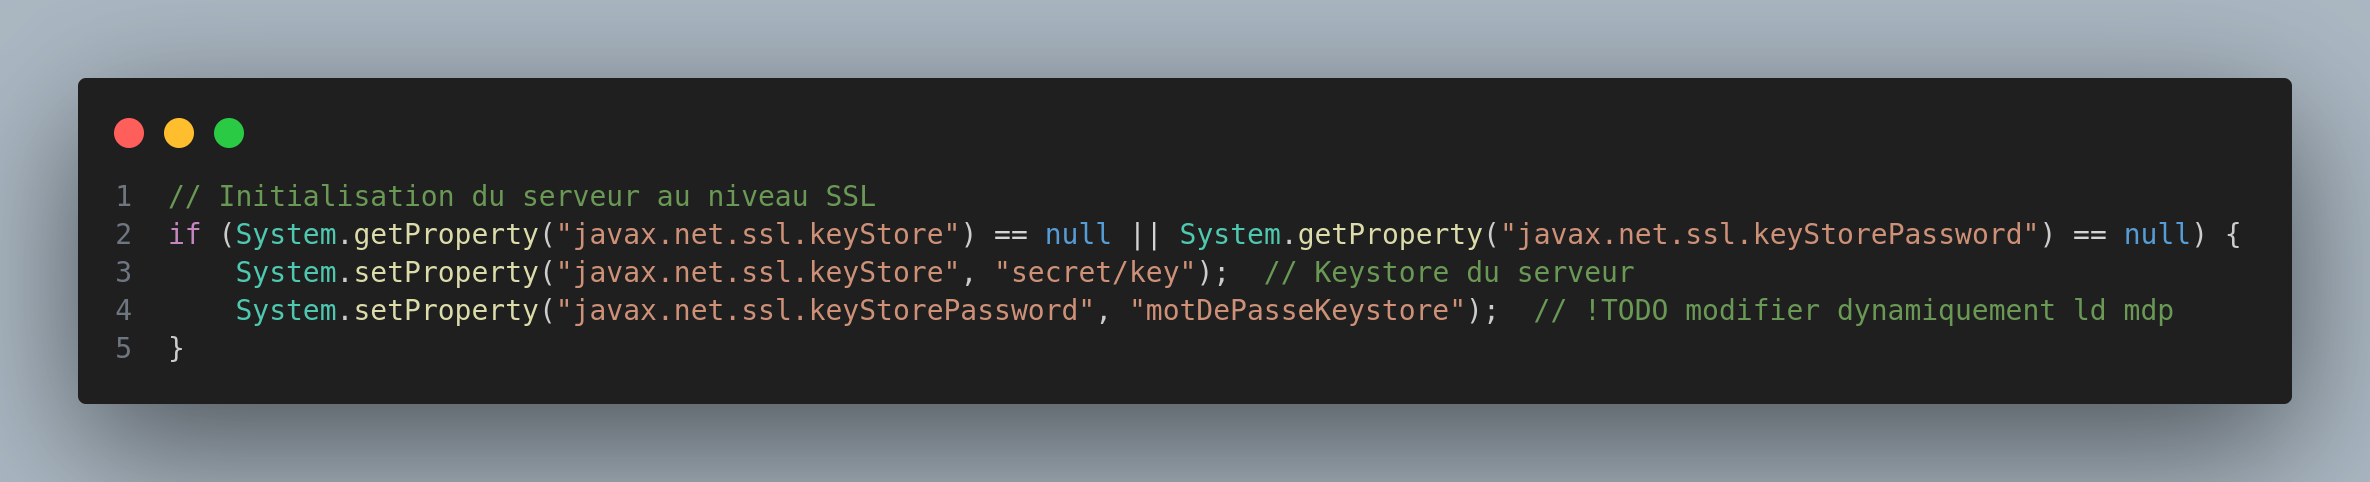 1 // Initialisation du serveur au niveau SSL
2 if (System.getProperty("javax.net.ssl.keyStore") == null || System.getProperty("javax.net.ssl.keyStorePassword") == null) {
3     System.setProperty("javax.net.ssl.keyStore", "secret/key");  // Keystore du serveur
4     System.setProperty("javax.net.ssl.keyStorePassword", "motDePasseKeystore");  // !TODO modifier dynamiquement ld mdp
5 }